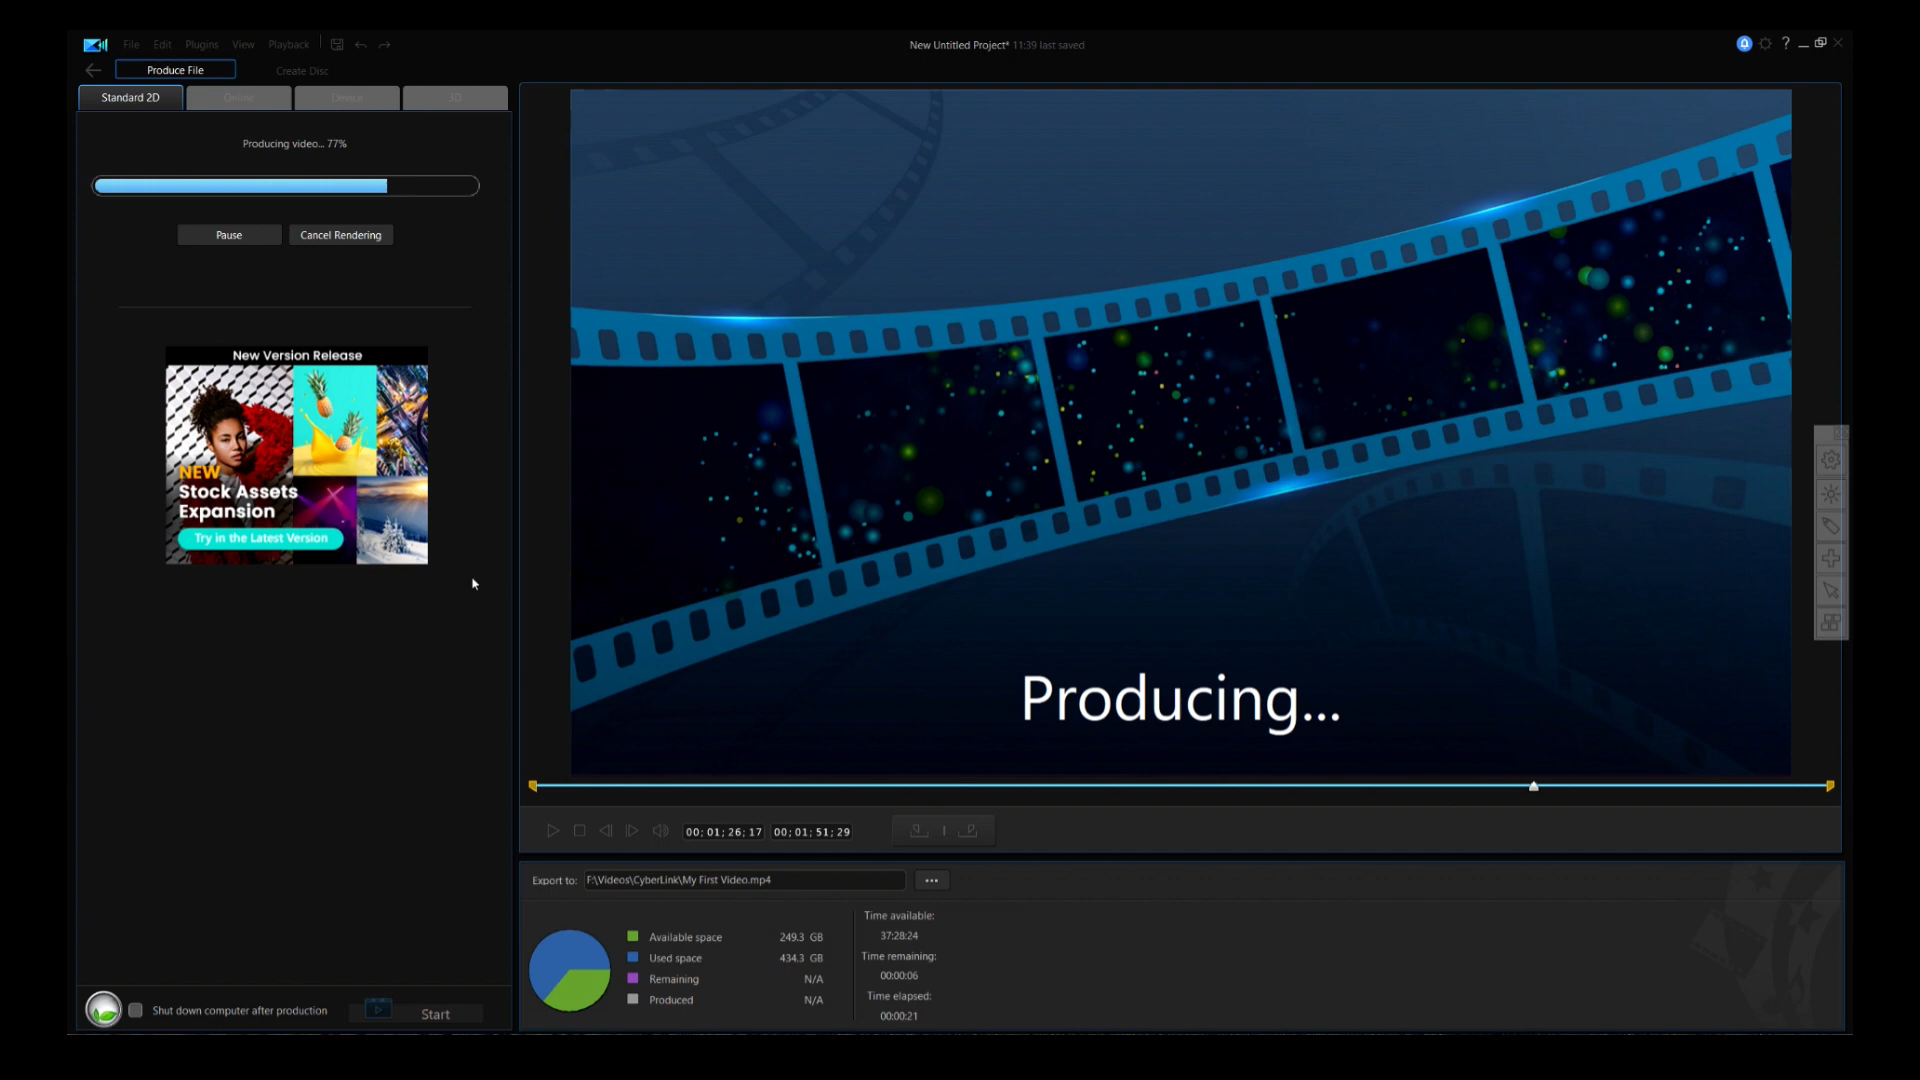 File Edit Plugins View Playback
New Untitled Project* 11:39 last saved
?
Produce File
Create Disc
Standard 2D
Online
Device
3D
Producing video... 77%
Pause
Cancel Rendering
New Version Release
NEW
Stock Assets
Expansion
Try in the Latest Version
Producing...
00; 01; 26; 17 00; 01; 51; 29
Export to: F:\Videos\CyberLink\My First Video.mp4
...
Available space 249.3 GB
Used space 434.3 GB
Remaining N/A
Produced N/A
Time available:
37:28:24
Time remaining:
00:00:06
Time elapsed:
00:00:21
Shut down computer after production
Start